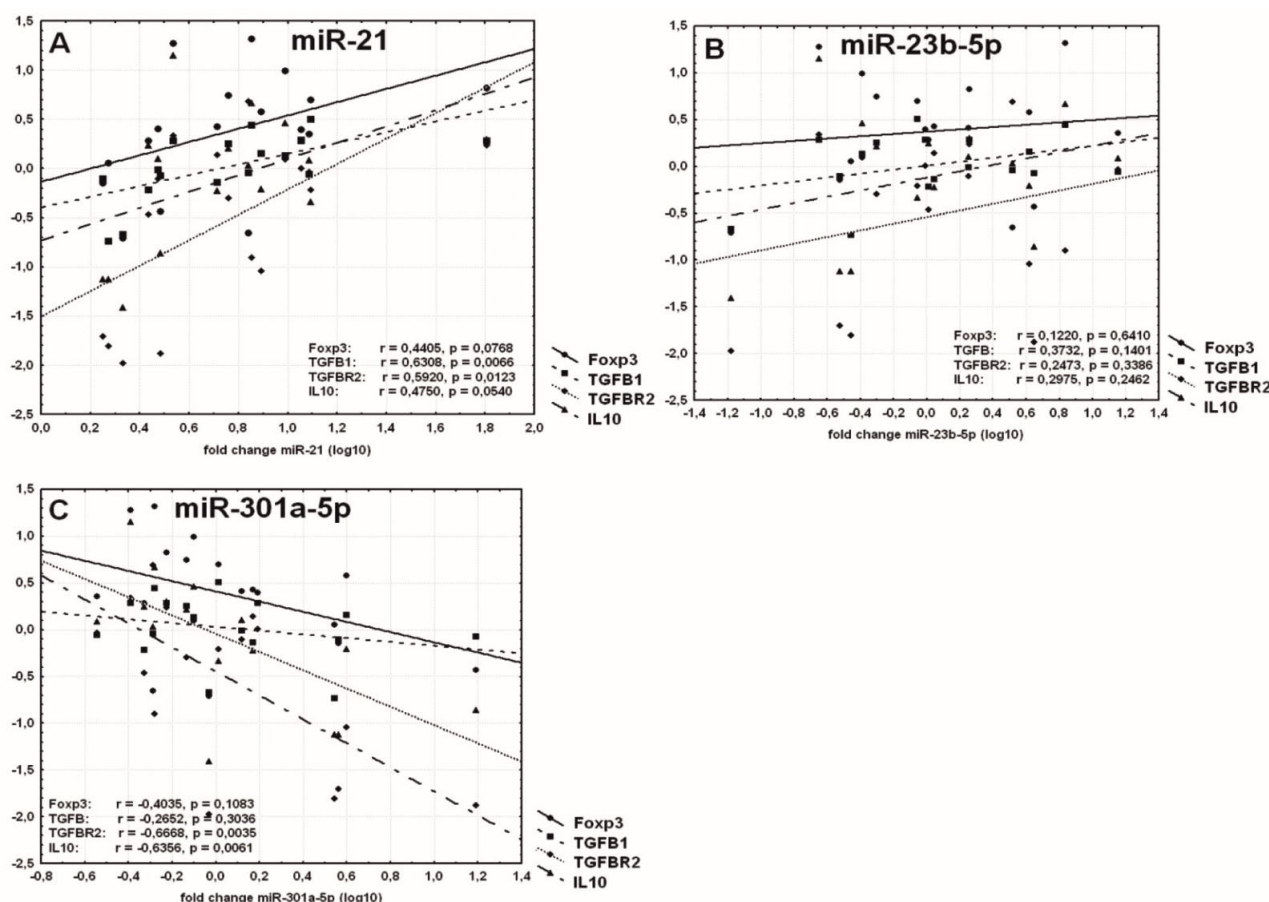 A
miR-21
1,5
1,0
0,5
0,0
-0,5
-1,0
-1,5
-2,0
-2,5
Foxp3: r = 0,4405, p = 0,0768
TGFB1: r = 0,6308, p = 0,0066
TGFBR2: r = 0,5920, p = 0,0123
IL10: r = 0,4750, p = 0,0540
0,0 0,2 0,4 0,6 0,8 1,0 1,2 1,4 1,6 1,8 2,0
fold change miR-21 (log10)
Foxp3
TGFB1
TGFBR2
IL10
B
miR-23b-5p
1,5
1,0
0,5
0,0
-0,5
-1,0
-1,5
-2,0
-2,5
Foxp3: r = 0,1220, p = 0,6410
TGFB: r = 0,3732, p = 0,1401
TGFBR2: r = 0,2473, p = 0,3386
IL10: r = 0,2975, p = 0,2462
-1,4 -1,2 -1,0 -0,8 -0,6 -0,4 -0,2 0,0 0,2 0,4 0,6 0,8 1,0 1,2 1,4
fold change miR-23b-5p (log10)
Foxp3
TGFB1
TGFBR2
IL10
C
miR-301a-5p
1,5
1,0
0,5
0,0
-0,5
-1,0
-1,5
-2,0
-2,5
Foxp3: r = -0,4035, p = 0,1083
TGFB: r = -0,2652, p = 0,3036
TGFBR2: r = -0,6668, p = 0,0035
IL10: r = -0,6356, p = 0,0061
-0,8 -0,6 -0,4 -0,2 0,0 0,2 0,4 0,6 0,8 1,0 1,2 1,4
fold change miR-301a-5p (log10)
Foxp3
TGFB1
TGFBR2
IL10